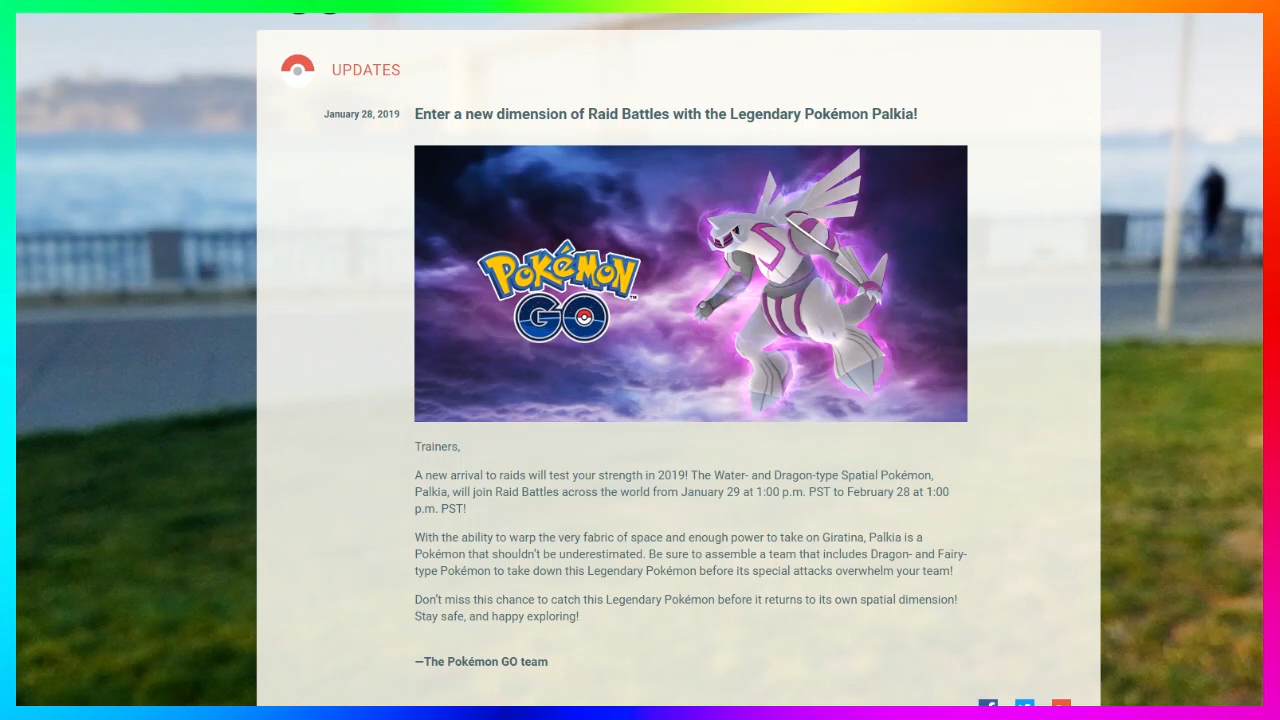 UPDATES
January 28, 2019
Enter a new dimension of Raid Battles with the Legendary Pokémon Palkia!
POKéMON
TM
GO
Trainers,
A new arrival to raids will test your strength in 2019! The Water- and Dragon-type Spatial Pokémon,
Palkia, will join Raid Battles across the world from January 29 at 1:00 p.m. PST to February 28 at 1:00
p.m. PST!
With the ability to warp the very fabric of space and enough power to take on Giratina, Palkia is a
Pokémon that shouldn't be underestimated. Be sure to assemble a team that includes Dragon- and Fairy-
type Pokémon to take down this Legendary Pokémon before its special attacks overwhelm your team!
Don't miss this chance to catch this Legendary Pokémon before it returns to its own spatial dimension!
Stay safe, and happy exploring!
—The Pokémon GO team